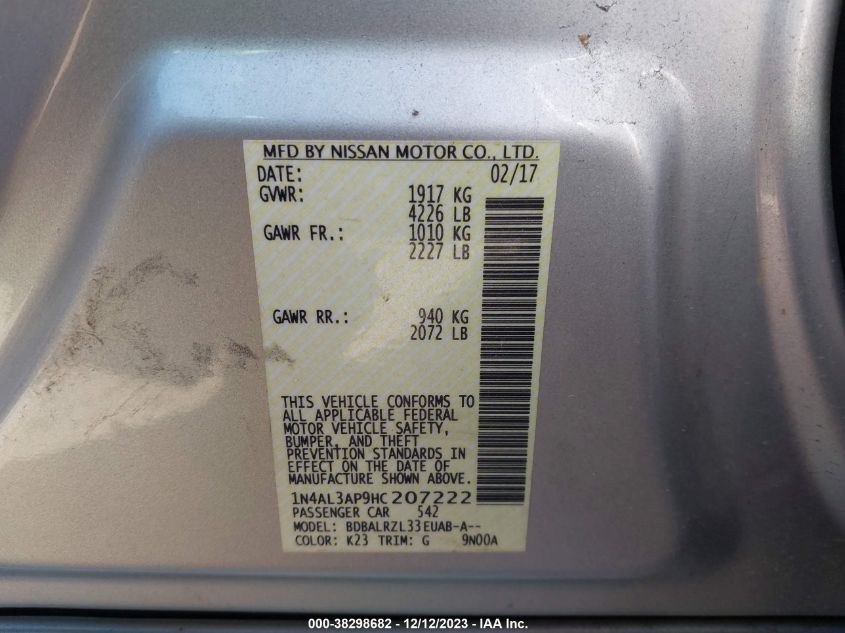 MFD BY NISSAN MOTOR CO., LTD.
DATE: 02/17
GVWR: 1917 KG
4226 LB
GAWR FR.: 1010 KG
2227 LB
GAWR RR.: 940 KG
2072 LB
THIS VEHICLE CONFORMS TO
ALL APPLICABLE FEDERAL
MOTOR VEHICLE SAFETY,
BUMPER, AND THEFT
PREVENTION STANDARDS IN
EFFECT ON THE DATE OF
MANUFACTURE SHOWN ABOVE.
1N4AL3AP9HC207222
PASSENGER CAR 542
MODEL: BDBALRZL33EUAB-A--
COLOR: K23 TRIM: G 9N00A
000-38298682 - 12/12/2023 - IAA Inc.